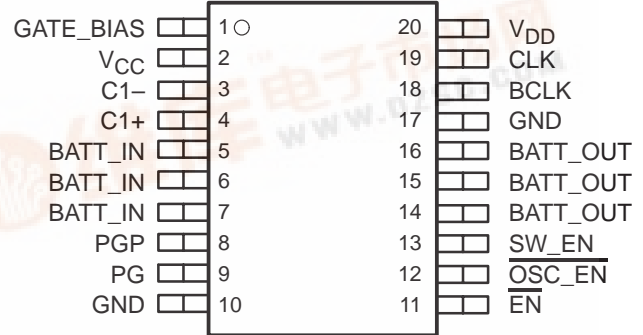 GATE_BIAS 1 20 VDD
VCC 2 19 CLK
C1– 3 18 BCLK
C1+ 4 17 GND
BATT_IN 5 16 BATT_OUT
BATT_IN 6 15 BATT_OUT
BATT_IN 7 14 BATT_OUT
PGP 8 13 SW_EN
PG 9 12 OSC_EN
GND 10 11 EN